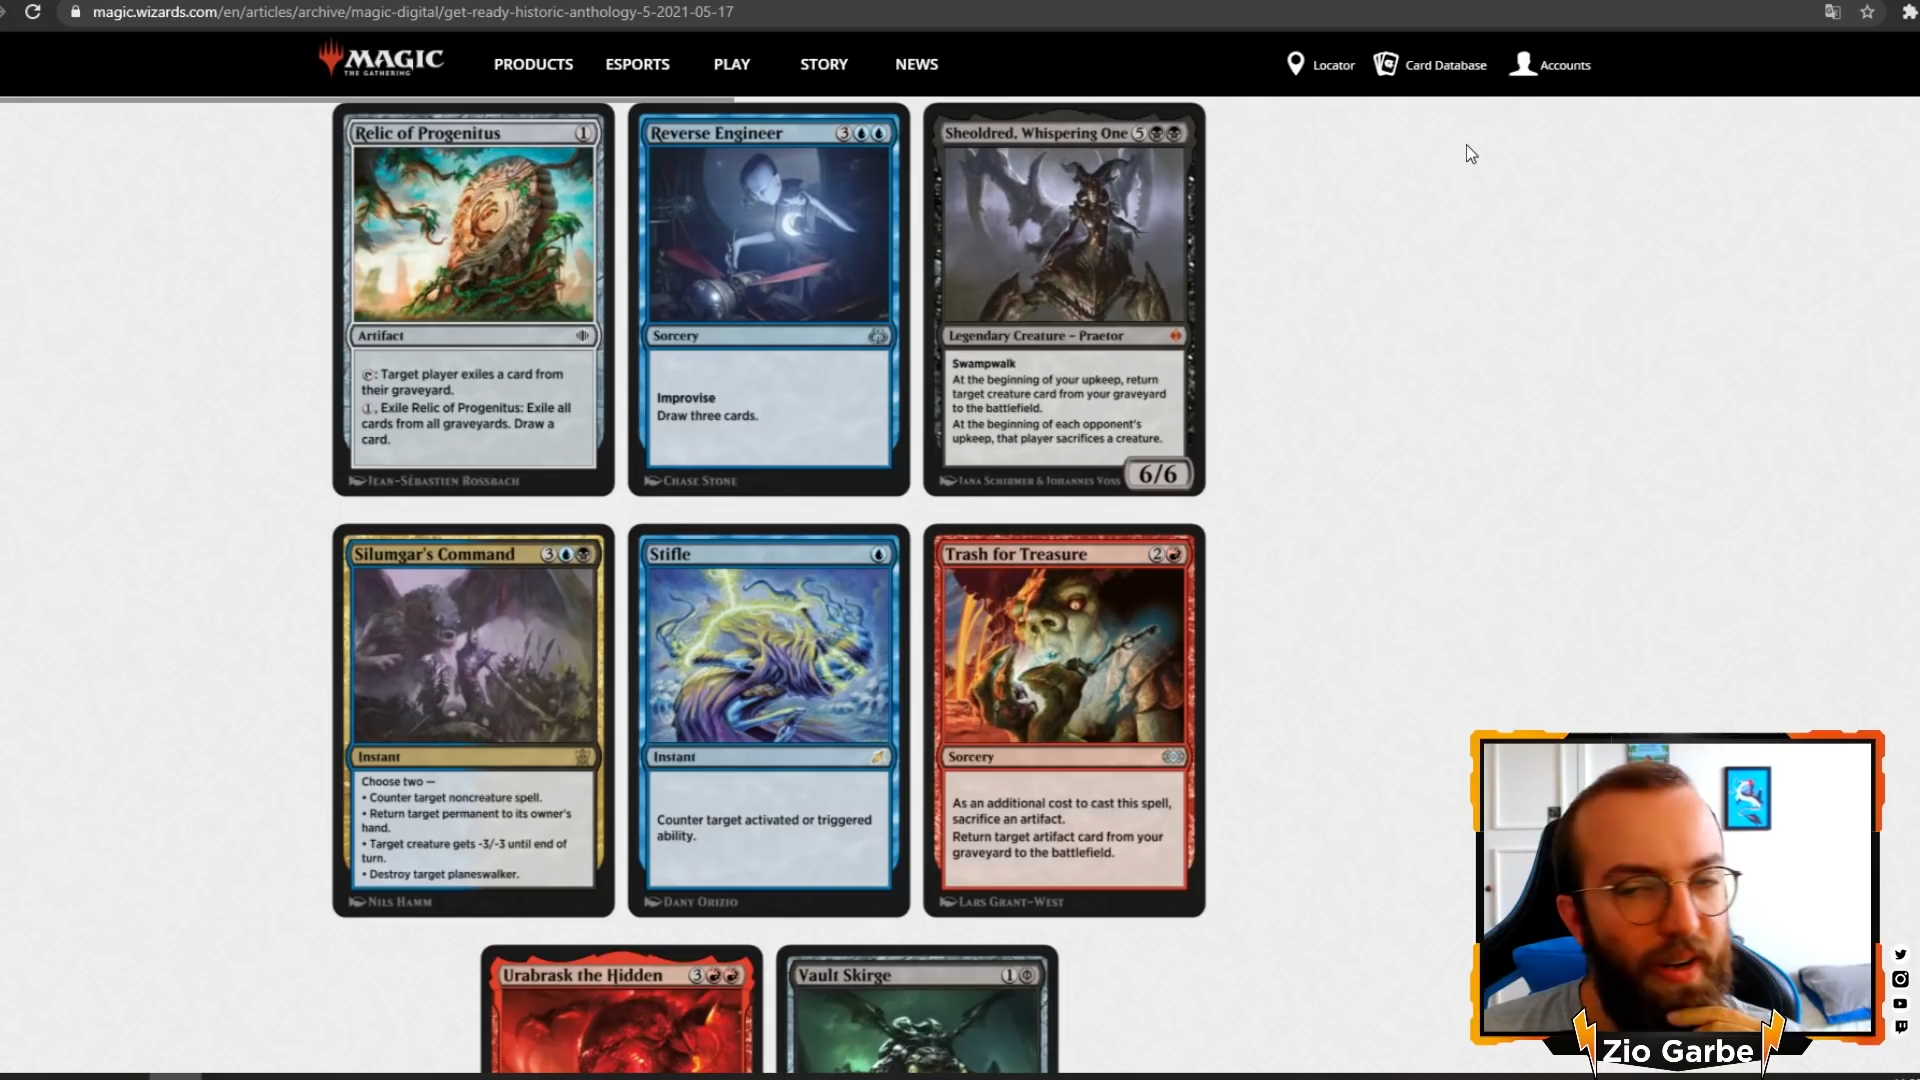 magic.wizards.com/en/articles/archive/magic-digital/get-ready-historic-anthology-5-2021-05-17
MAGIC
THE GATHERING
PRODUCTS
ESPORTS
PLAY
STORY
NEWS
Locator
Card Database
Accounts
Relic of Progenitus 1
Artifact
: Target player exiles a card from
their graveyard.
1, Exile Relic of Progenitus: Exile all
cards from all graveyards. Draw a
card.
Jean-Sébastien Rossbach
Reverse Engineer 3
Sorcery
Improvise
Draw three cards.
Chase Stone
Sheoldred, Whispering One 5
Legendary Creature – Praetor
Swampwalk
At the beginning of your upkeep, return
target creature card from your graveyard
to the battlefield.
At the beginning of each opponent's
upkeep, that player sacrifices a creature.
Jana Schirmer & Johannes Voss
6/6
Silumgar's Command 3
Instant
Choose two —
• Counter target noncreature spell.
• Return target permanent to its owner's
hand.
• Target creature gets -3/-3 until end of
turn.
• Destroy target planeswalker.
Nils Hamm
Stifle
Instant
Counter target activated or triggered
ability.
Dany Orizio
Trash for Treasure 2
Sorcery
As an additional cost to cast this spell,
sacrifice an artifact.
Return target artifact card from your
graveyard to the battlefield.
Lars Grant-West
Urabrask the Hidden 3
Vault Skirge 1
Zio Garbe